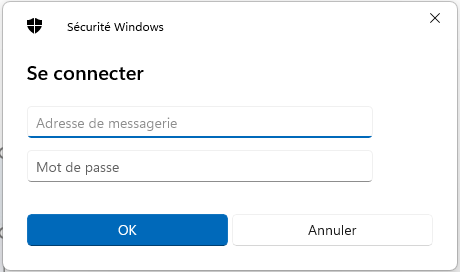 Sécurité Windows
Se connecter
Adresse de messagerie
Mot de passe
OK
Annuler